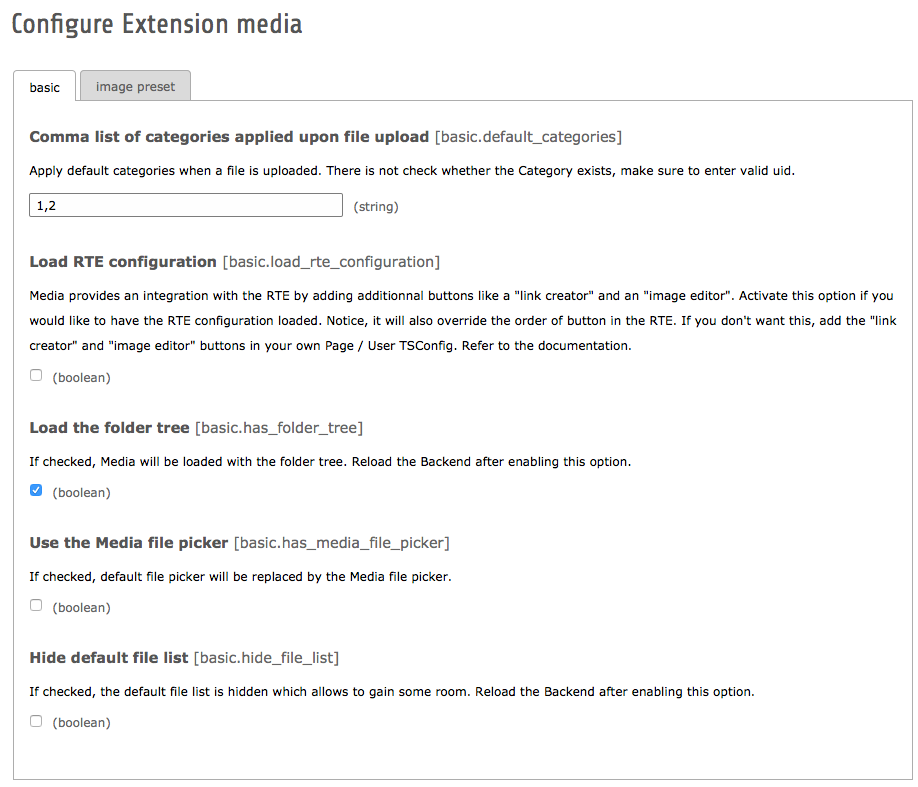 Configure Extension media
basic
image preset
Comma list of categories applied upon file upload [basic.default_categories]
Apply default categories when a file is uploaded. There is not check whether the Category exists, make sure to enter valid uid.
1,2
(string)
Load RTE configuration [basic.load_rte_configuration]
Media provides an integration with the RTE by adding additionnal buttons like a "link creator" and an "image editor". Activate this option if you
would like to have the RTE configuration loaded. Notice, it will also override the order of button in the RTE. If you don't want this, add the "link
creator" and "image editor" buttons in your own Page / User TSConfig. Refer to the documentation.
(boolean)
Load the folder tree [basic.has_folder_tree]
If checked, Media will be loaded with the folder tree. Reload the Backend after enabling this option.
(boolean)
Use the Media file picker [basic.has_media_file_picker]
If checked, default file picker will be replaced by the Media file picker.
(boolean)
Hide default file list [basic.hide_file_list]
If checked, the default file list is hidden which allows to gain some room. Reload the Backend after enabling this option.
(boolean)